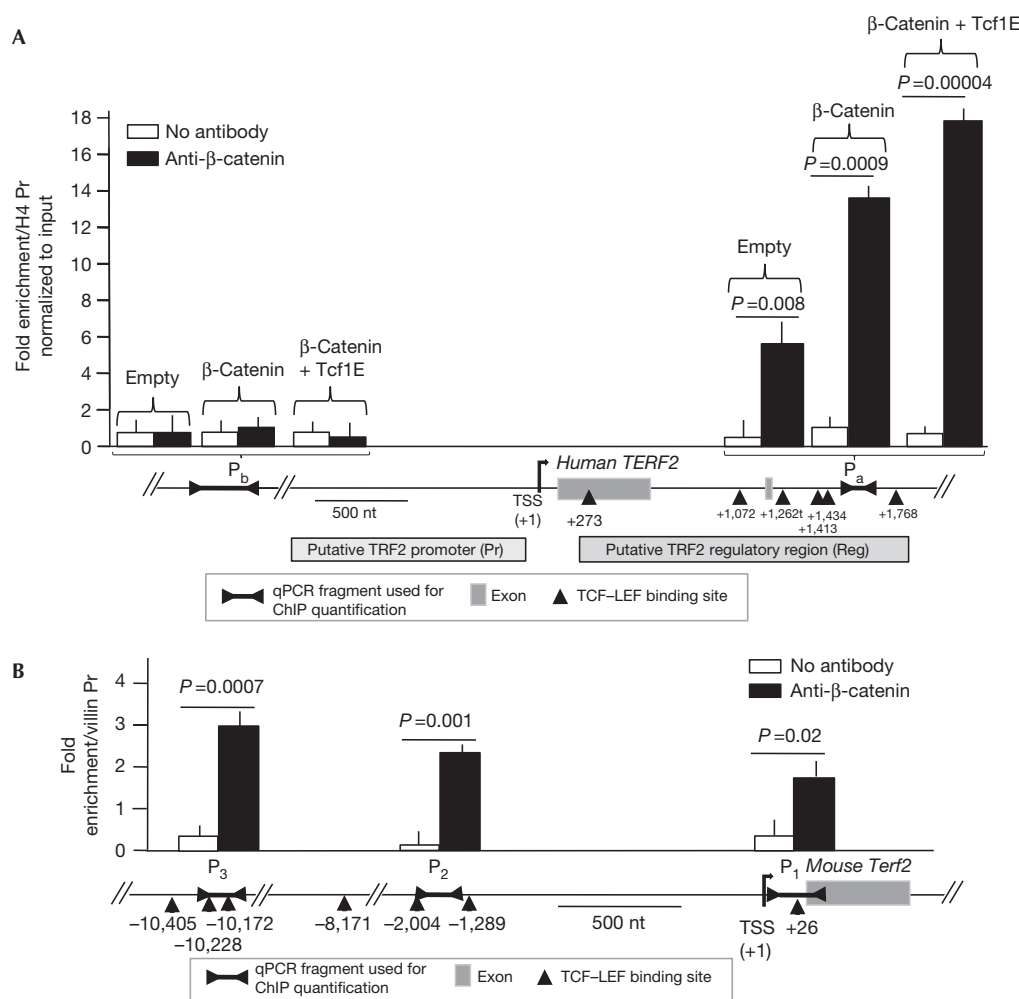 A
Fold enrichment/H4 Pr
normalized to input
18
16
14
12
10
8
6
4
2
0
No antibody
Anti-β-catenin
Empty
β-Catenin
β-Catenin
+ Tcf1E
Empty
P=0.008
β-Catenin
P=0.0009
β-Catenin + Tcf1E
P=0.00004
Pb
Human TERF2
Pa
500 nt
TSS
(+1)
+273
+1,072
+1,262t
+1,434
+1,413
+1,768
Putative TRF2 promoter (Pr)
Putative TRF2 regulatory region (Reg)
qPCR fragment used for
ChIP quantification
Exon
TCF–LEF binding site
B
Fold
enrichment/villin Pr
4
3
2
1
0
P=0.0007
P=0.001
P=0.02
No antibody
Anti-β-catenin
P3
P2
P1
Mouse Terf2
−10,405
−10,172
−10,228
−8,171
−2,004
−1,289
500 nt
TSS
(+1)
+26
qPCR fragment used for
ChIP quantification
Exon
TCF–LEF binding site